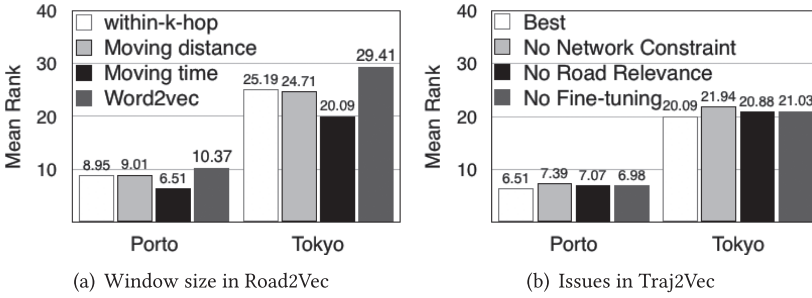 40
30
20
10
Mean Rank
within-k-hop
Moving distance
Moving time
Word2vec
8.95
9.01
6.51
10.37
25.19
24.71
20.09
29.41
Porto
Tokyo
(a) Window size in Road2Vec
40
30
20
10
Mean Rank
Best
No Network Constraint
No Road Relevance
No Fine-tuning
6.51
7.39
7.07
6.98
20.09
21.94
20.88
21.03
Porto
Tokyo
(b) Issues in Traj2Vec